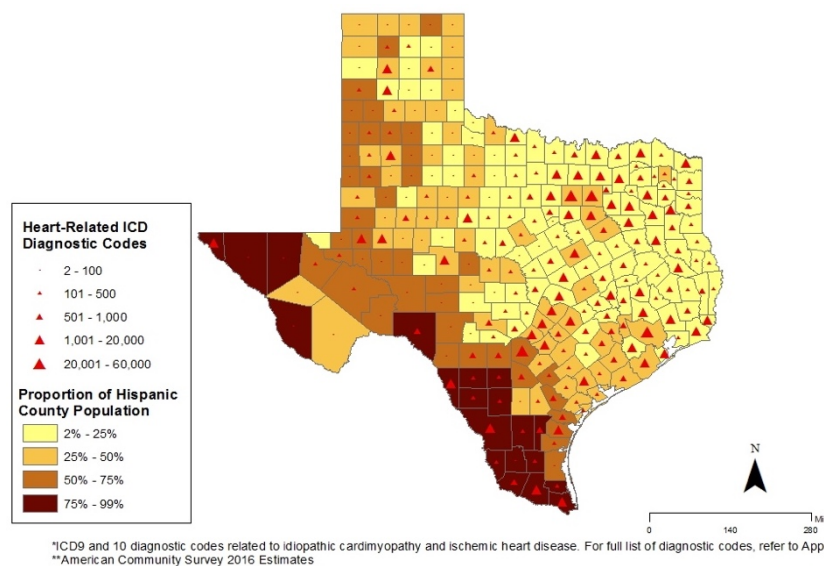 Heart-Related ICD
Diagnostic Codes
2 - 100
101 - 500
501 - 1,000
1,001 - 20,000
20,001 - 60,000
Proportion of Hispanic
County Population
2% - 25%
25% - 50%
50% - 75%
75% - 99%
N
Mi
0 140 280
*ICD9 and 10 diagnostic codes related to idiopathic cardimyopathy and ischemic heart disease. For full list of diagnostic codes, refer to App
**American Community Survey 2016 Estimates